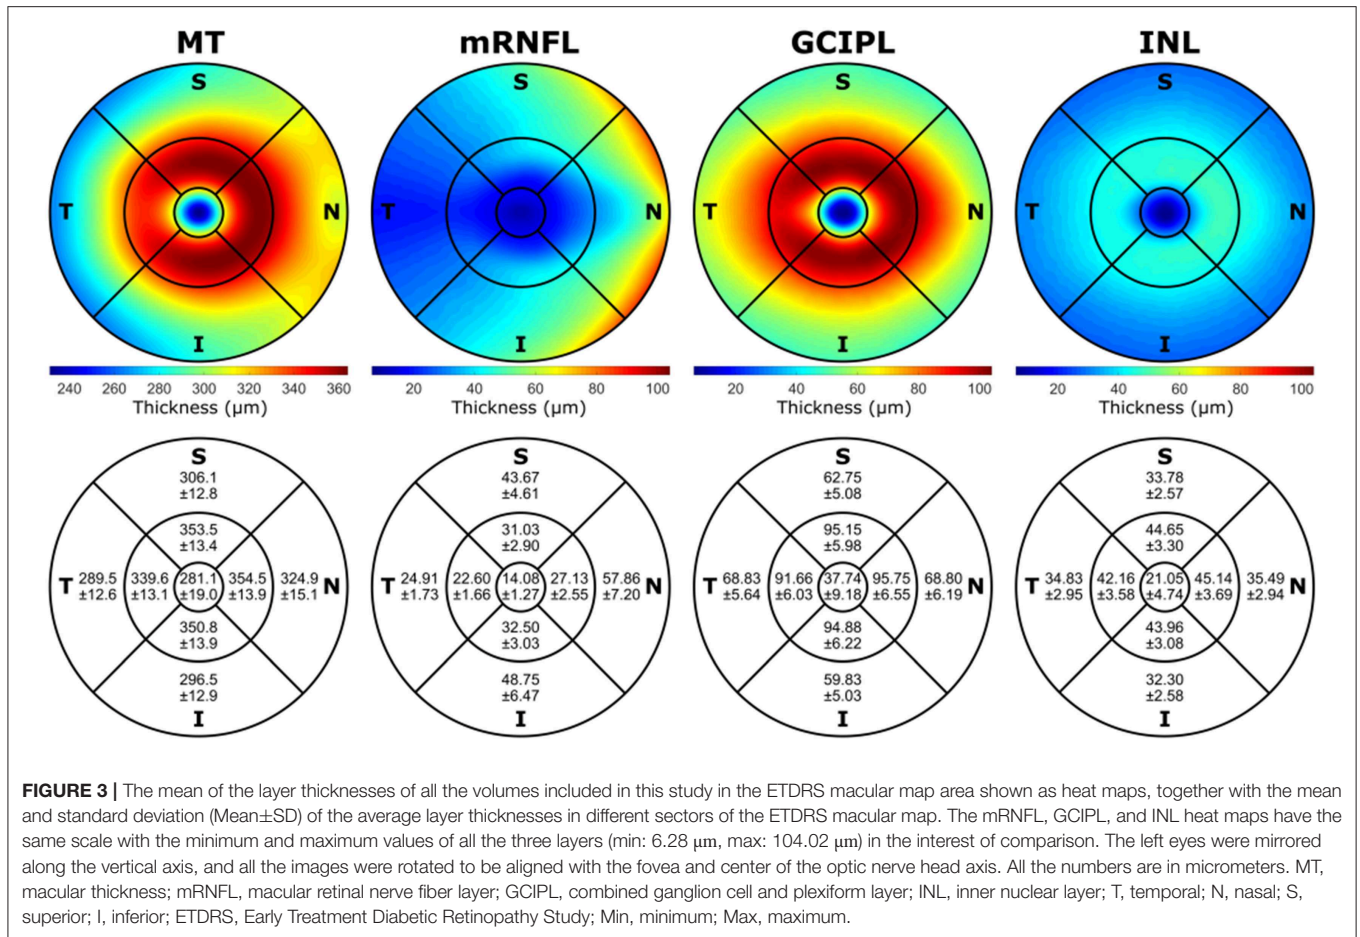 MT mRNFL GCIPL INL
S S S S
T N T N T N T N
I I I I
240 260 280 300 320 340 360 20 40 60 80 100 20 40 60 80 100 20 40 60 80 100
Thickness (µm) Thickness (µm) Thickness (µm) Thickness (µm)
S S S S
306.1 43.67 62.75 33.78
±12.8 ±4.61 ±5.08 ±2.57
353.5 31.03 95.15 44.65
±13.4 ±2.90 ±5.98 ±3.30
T 289.5 339.6 281.1 354.5 324.9 N T 24.91 22.60 14.08 27.13 57.86 N T 68.83 91.66 37.74 95.75 68.80 N T 34.83 42.16 21.05 45.14 35.49 N
±12.6 ±13.1 ±19.0 ±13.9 ±15.1 ±1.73 ±1.66 ±1.27 ±2.55 ±7.20 ±5.64 ±6.03 ±9.18 ±6.55 ±6.19 ±2.95 ±3.58 ±4.74 ±3.69 ±2.94
350.8 32.50 94.88 43.96
±13.9 ±3.03 ±6.22 ±3.08
296.5 48.75 59.83 32.30
±12.9 ±6.47 ±5.03 ±2.58
I I I I
FIGURE 3 | The mean of the layer thicknesses of all the volumes included in this study in the ETDRS macular map area shown as heat maps, together with the mean
and standard deviation (Mean±SD) of the average layer thicknesses in different sectors of the ETDRS macular map. The mRNFL, GCIPL, and INL heat maps have the
same scale with the minimum and maximum values of all the three layers (min: 6.28 µm, max: 104.02 µm) in the interest of comparison. The left eyes were mirrored
along the vertical axis, and all the images were rotated to be aligned with the fovea and center of the optic nerve head axis. All the numbers are in micrometers. MT,
macular thickness; mRNFL, macular retinal nerve fiber layer; GCIPL, combined ganglion cell and plexiform layer; INL, inner nuclear layer; T, temporal; N, nasal; S,
superior; I, inferior; ETDRS, Early Treatment Diabetic Retinopathy Study; Min, minimum; Max, maximum.